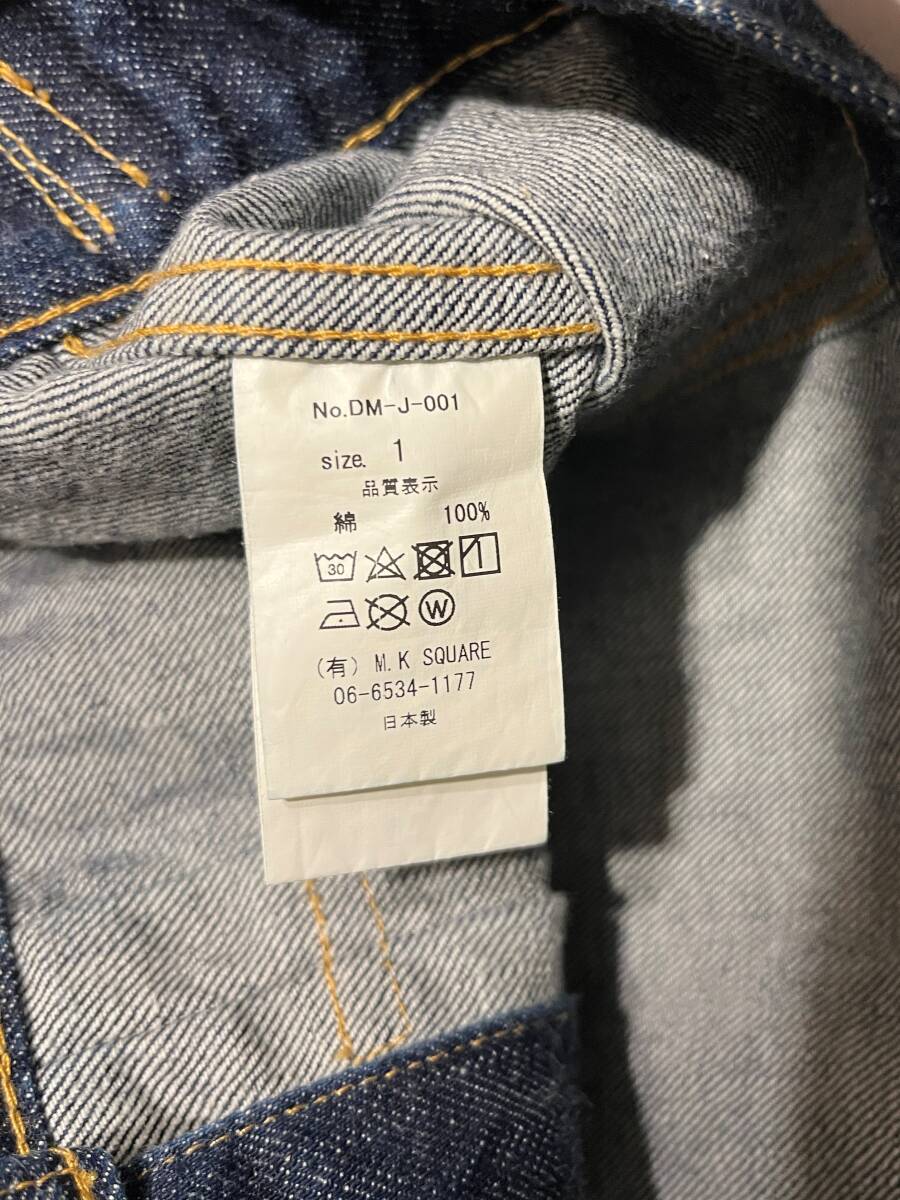 No.DM-J-001
size. 1
品質表示
綿 100%
30
W
(有) M.K SQUARE
06-6534-1177
日本製